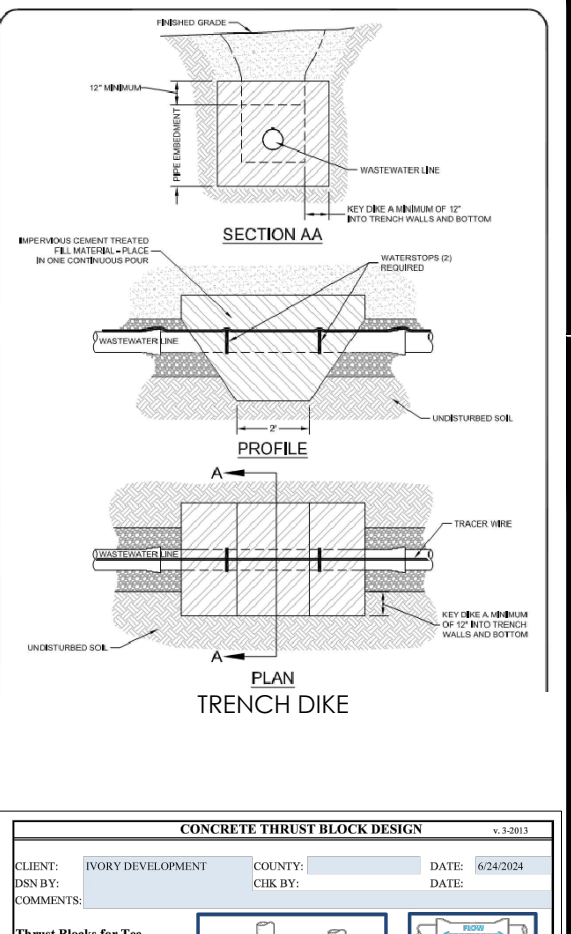 FINISHED GRADE
12" MINIMUM
PIPE EMBEDMENT
WASTEWATER LINE
KEY DIKE A MINIMUM OF 12"
INTO TRENCH WALLS AND BOTTOM
SECTION AA
IMPERVIOUS CEMENT TREATED
FILL MATERIAL - PLACE
IN ONE CONTINUOUS POUR
WATERSTOPS (2)
REQUIRED
WASTEWATER LINE
UNDISTURBED SOIL
2'
PROFILE
A
TRACER WIRE
WASTEWATER LINE
KEY DIKE A MINIMUM
OF 12" INTO TRENCH
WALLS AND BOTTOM
UNDISTURBED SOIL
A
PLAN
TRENCH DIKE
CONCRETE THRUST BLOCK DESIGN v. 3-2013
CLIENT: IVORY DEVELOPMENT COUNTY: DATE: 6/24/2024
DSN BY: CHK BY: DATE:
COMMENTS:
Thrust Blocks for Tee
FLOW